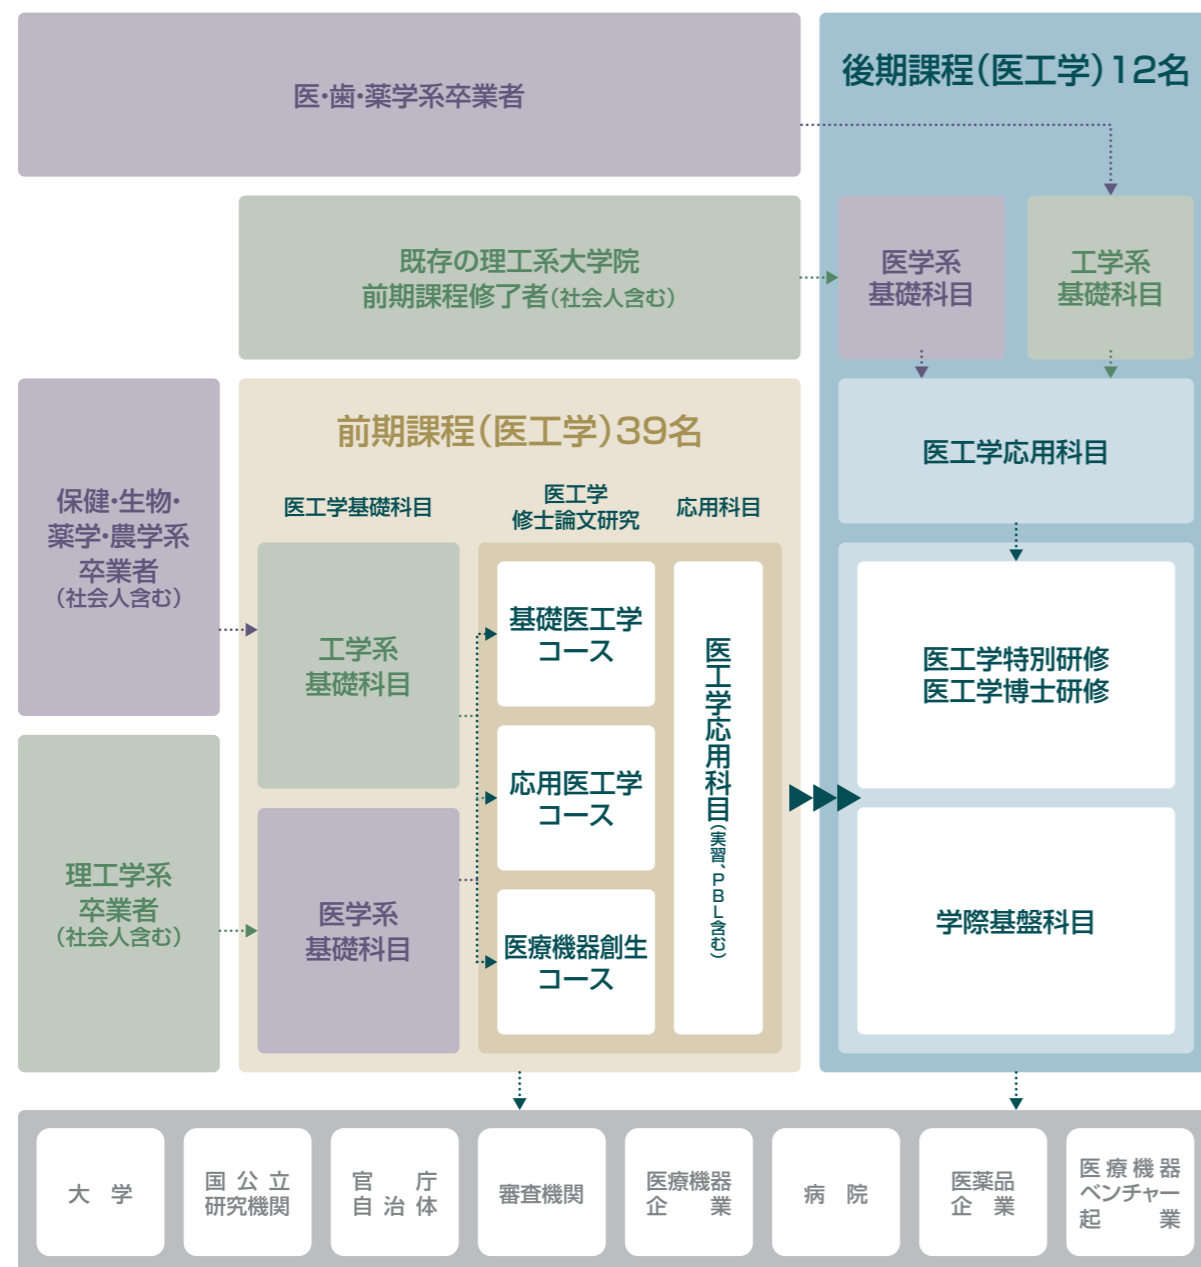 医・歯・薬学系卒業者
後期課程(医工学)12名
既存の理工系大学院
前期課程修了者(社会人含む)
医学系
基礎科目
工学系
基礎科目
保健・生物・
薬学・農学系
卒業者
(社会人含む)
理工学系
卒業者
(社会人含む)
前期課程(医工学)39名
医工学基礎科目
医工学
修士論文研究
応用科目
工学系
基礎科目
医学系
基礎科目
基礎医工学
コース
応用医工学
コース
医療機器創生
コース
医工学応用科目(実習、PBL含む)
医工学応用科目
医工学特別研修
医工学博士研修
学際基盤科目
大 学
国公立
研究機関
官 庁
自治体
審査機関
医療機器
企 業
病 院
医薬品
企 業
医療機器
ベンチャー
起 業